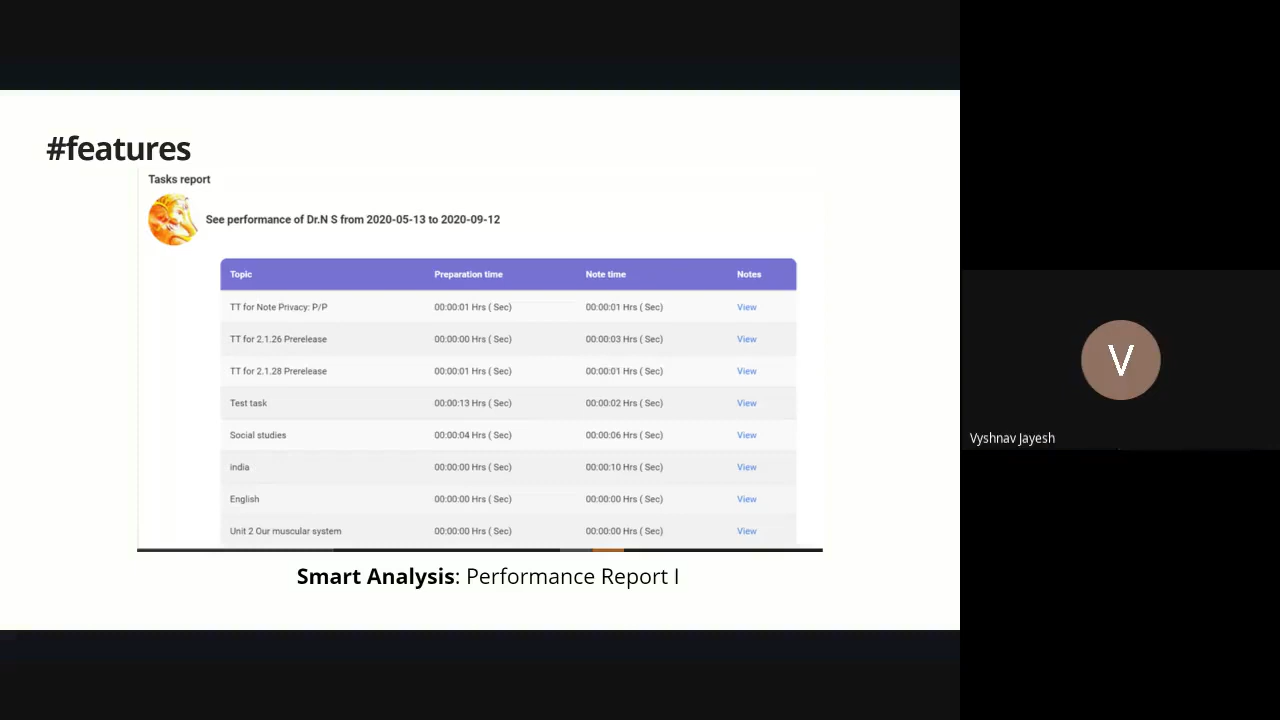 #features
Tasks report
See performance of Dr.N S from 2020-05-13 to 2020-09-12
Topic Preparation time Note time Notes
TT for Note Privacy: P/P 00:00:01 Hrs ( Sec) 00:00:01 Hrs ( Sec) View
TT for 2.1.26 Prerelease 00:00:00 Hrs ( Sec) 00:00:03 Hrs ( Sec) View
TT for 2.1.28 Prerelease 00:00:01 Hrs ( Sec) 00:00:01 Hrs ( Sec) View
Test task 00:00:13 Hrs ( Sec) 00:00:02 Hrs ( Sec) View
Social studies 00:00:04 Hrs ( Sec) 00:00:06 Hrs ( Sec) View
india 00:00:00 Hrs ( Sec) 00:00:10 Hrs ( Sec) View
English 00:00:00 Hrs ( Sec) 00:00:00 Hrs ( Sec) View
Unit 2 Our muscular system 00:00:00 Hrs ( Sec) 00:00:00 Hrs ( Sec) View
Smart Analysis: Performance Report I
V
Vyshnav Jayesh